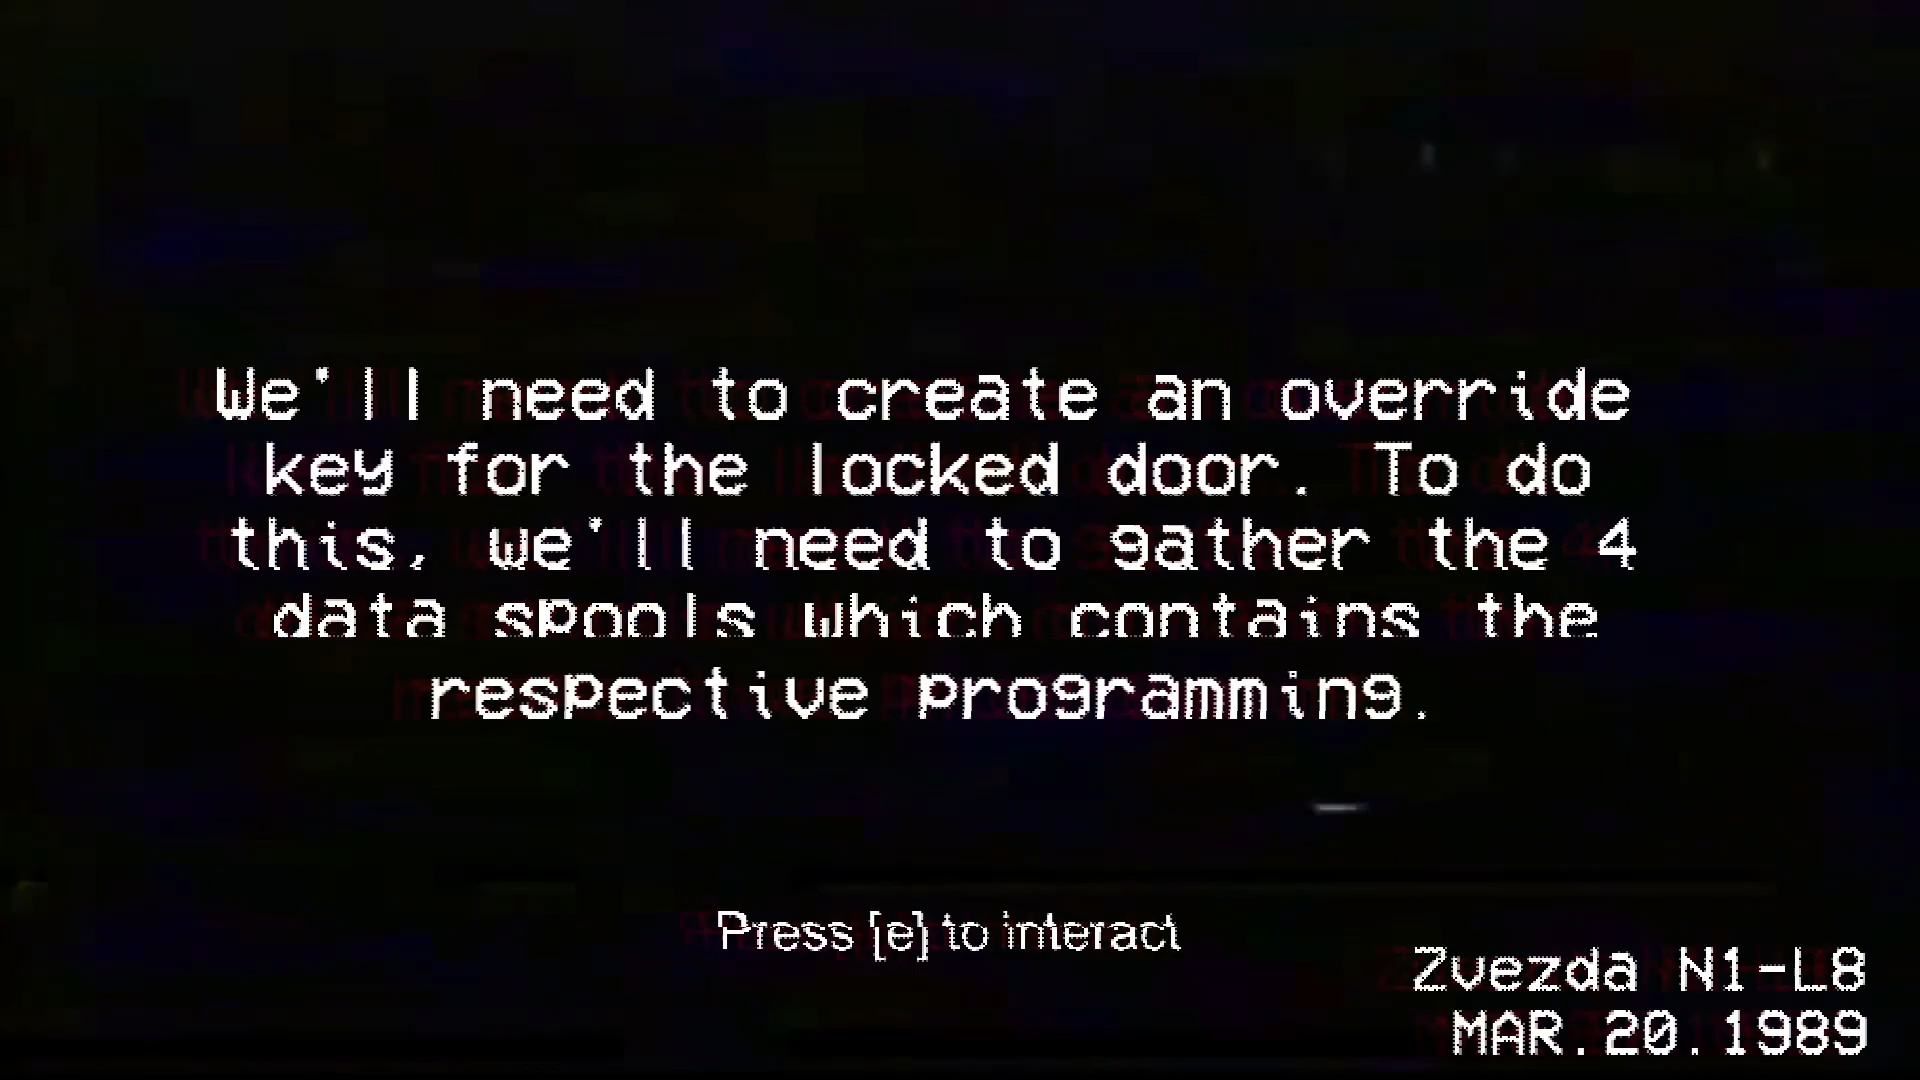 We'll need to create an override
key for the locked door. To do
this, we'll need to gather the 4
data spools which contains the
respective programming.
Press [e] to interact
Zvezda N1-L8
MAR.20.1989